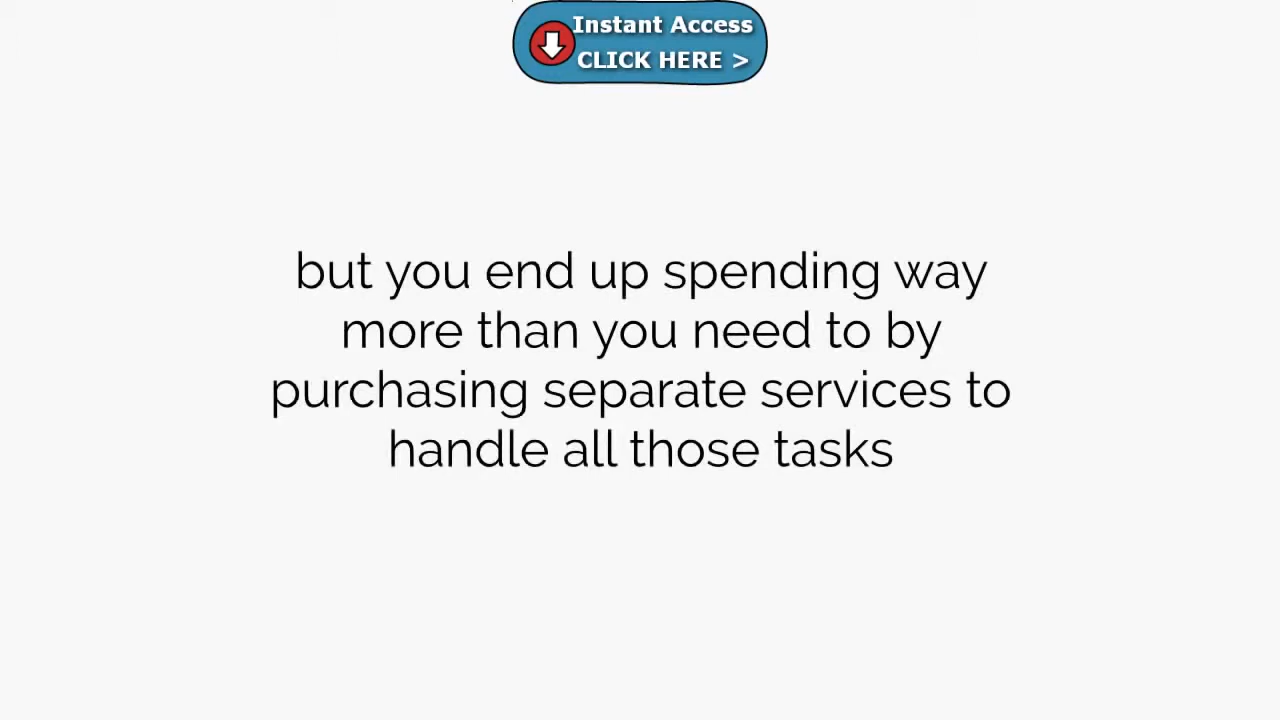 Instant Access
CLICK HERE >
but you end up spending way
more than you need to by
purchasing separate services to
handle all those tasks